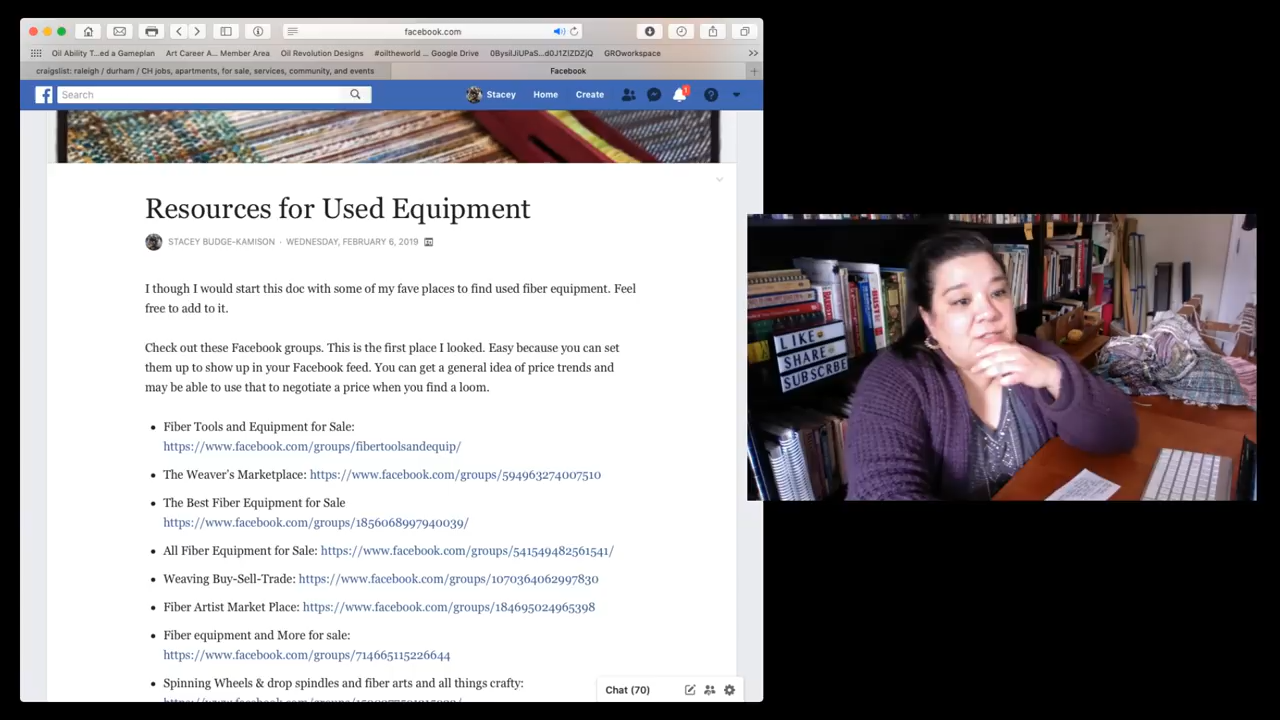 facebook.com
Oil Ability T...ed a Gameplan Art Career A... Member Area Oil Revolution Designs #oiltheworld ... Google Drive 0BysilJiUPaS...d0J1ZlZDZjQ GROworkspace
craigslist: raleigh / durham / CH jobs, apartments, for sale, services, community, and events Facebook
Search Stacey Home Create 1
Resources for Used Equipment
STACEY BUDGE-KAMISON · WEDNESDAY, FEBRUARY 6, 2019
I though I would start this doc with some of my fave places to find used fiber equipment. Feel
free to add to it.
Check out these Facebook groups. This is the first place I looked. Easy because you can set
them up to show up in your Facebook feed. You can get a general idea of price trends and
may be able to use that to negotiate a price when you find a loom.
• Fiber Tools and Equipment for Sale:
https://www.facebook.com/groups/fibertoolsandequip/
• The Weaver's Marketplace: https://www.facebook.com/groups/594963274007510
• The Best Fiber Equipment for Sale
https://www.facebook.com/groups/1856068997940039/
• All Fiber Equipment for Sale: https://www.facebook.com/groups/541549482561541/
• Weaving Buy-Sell-Trade: https://www.facebook.com/groups/1070364062997830
• Fiber Artist Market Place: https://www.facebook.com/groups/184695024965398
• Fiber equipment and More for sale:
https://www.facebook.com/groups/714665115226644
• Spinning Wheels & drop spindles and fiber arts and all things crafty:
Chat (70)
LIKE
SHARE
SUBSCRBE